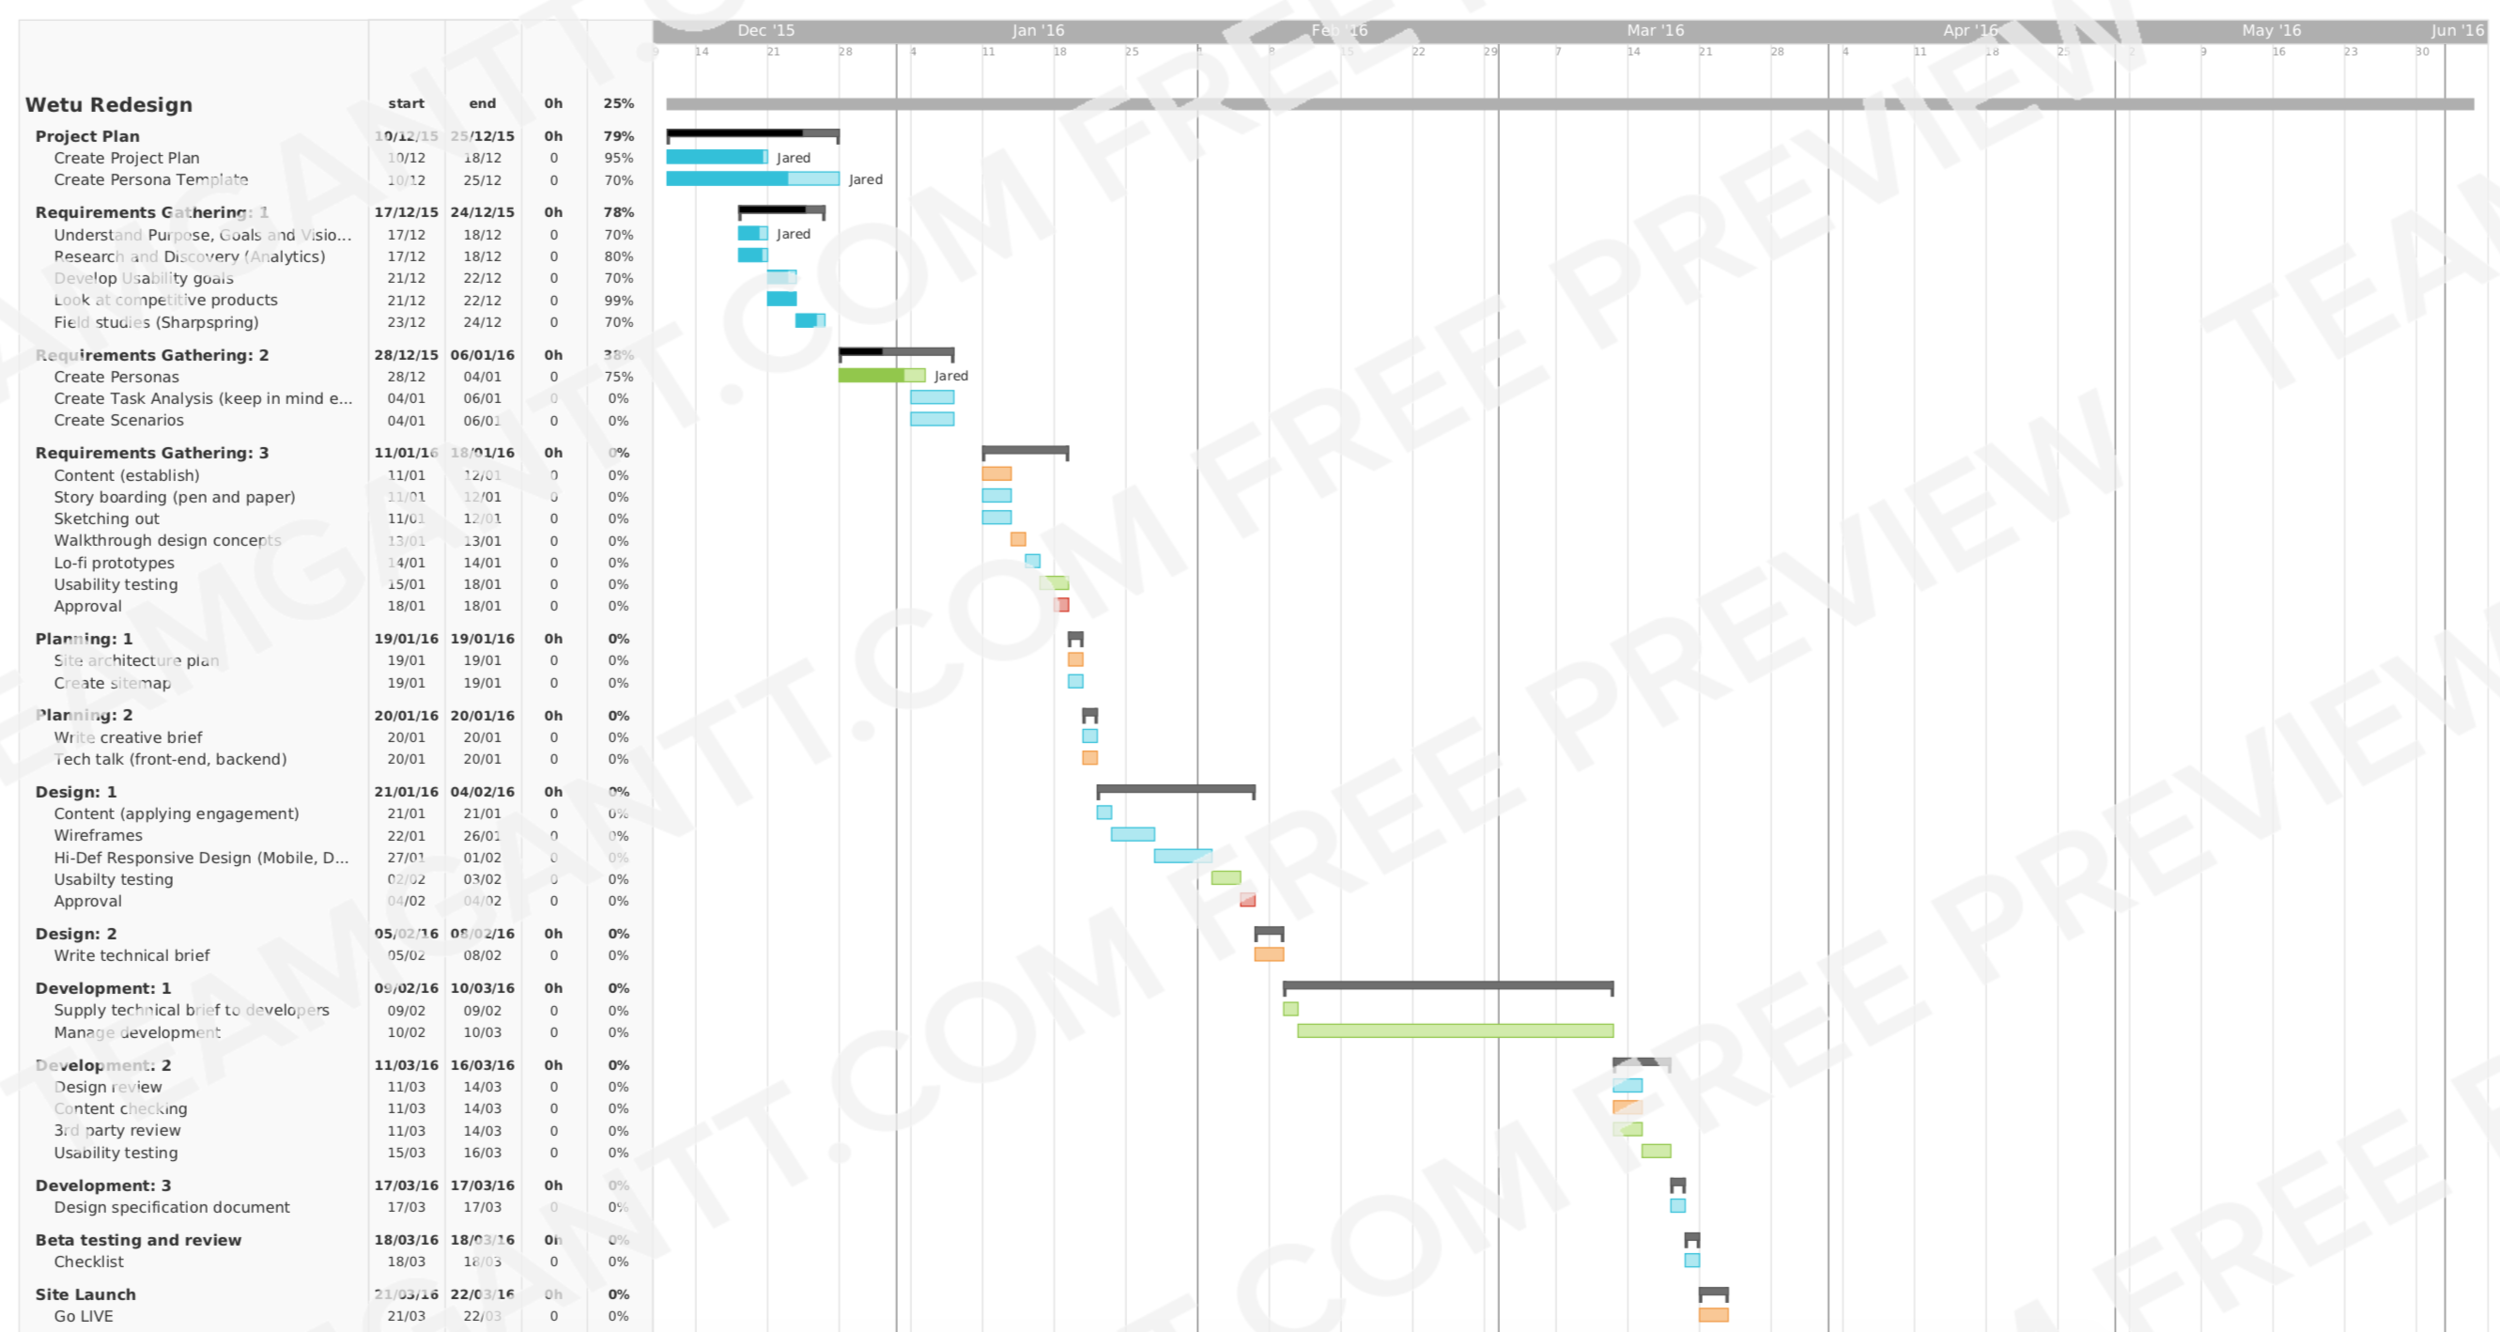 Dec '15 Jan '16 Feb '16 Mar '16 Apr '16 May '16 Jun '16
9 14 21 28 4 11 18 25 1 8 15 22 29 7 14 21 28 4 11 18 25 2 9 16 23 30
Wetu Redesign start end 0h 25%
Project Plan 10/12/15 25/12/15 0h 79%
Create Project Plan 10/12 18/12 0 95% Jared
Create Persona Template 10/12 25/12 0 70% Jared
Requirements Gathering: 1 17/12/15 24/12/15 0h 78%
Understand Purpose, Goals and Visio... 17/12 18/12 0 70% Jared
Research and Discovery (Analytics) 17/12 18/12 0 80%
Develop Usability goals 21/12 22/12 0 70%
Look at competitive products 21/12 22/12 0 99%
Field studies (Sharpspring) 23/12 24/12 0 70%
Requirements Gathering: 2 28/12/15 06/01/16 0h 38%
Create Personas 28/12 04/01 0 75% Jared
Create Task Analysis (keep in mind e... 04/01 06/01 0 0%
Create Scenarios 04/01 06/01 0 0%
Requirements Gathering: 3 11/01/16 18/01/16 0h 0%
Content (establish) 11/01 12/01 0 0%
Story boarding (pen and paper) 11/01 12/01 0 0%
Sketching out 11/01 12/01 0 0%
Walkthrough design concepts 13/01 13/01 0 0%
Lo-fi prototypes 14/01 14/01 0 0%
Usability testing 15/01 18/01 0 0%
Approval 18/01 18/01 0 0%
Planning: 1 19/01/16 19/01/16 0h 0%
Site architecture plan 19/01 19/01 0 0%
Create sitemap 19/01 19/01 0 0%
Planning: 2 20/01/16 20/01/16 0h 0%
Write creative brief 20/01 20/01 0 0%
Tech talk (front-end, backend) 20/01 20/01 0 0%
Design: 1 21/01/16 04/02/16 0h 0%
Content (applying engagement) 21/01 21/01 0 0%
Wireframes 22/01 26/01 0 0%
Hi-Def Responsive Design (Mobile, D... 27/01 01/02 0 0%
Usabilty testing 02/02 03/02 0 0%
Approval 04/02 04/02 0 0%
Design: 2 05/02/16 08/02/16 0h 0%
Write technical brief 05/02 08/02 0 0%
Development: 1 09/02/16 10/03/16 0h 0%
Supply technical brief to developers 09/02 09/02 0 0%
Manage development 10/02 10/03 0 0%
Development: 2 11/03/16 16/03/16 0h 0%
Design review 11/03 14/03 0 0%
Content checking 11/03 14/03 0 0%
3rd party review 11/03 14/03 0 0%
Usability testing 15/03 16/03 0 0%
Development: 3 17/03/16 17/03/16 0h 0%
Design specification document 17/03 17/03 0 0%
Beta testing and review 18/03/16 18/03/16 0h 0%
Checklist 18/03 18/03 0 0%
Site Launch 21/03/16 22/03/16 0h 0%
Go LIVE 21/03 22/03 0 0%
TEAMGANTT.COM FREE PREVIEW